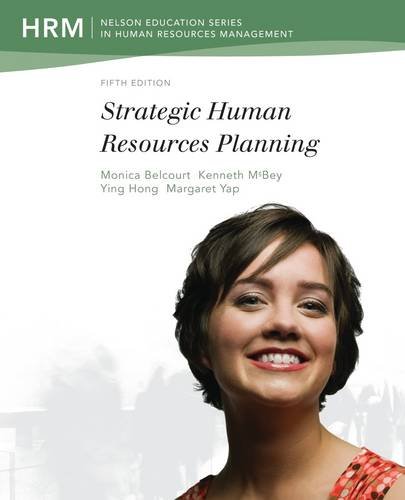 HRM
NELSON EDUCATION SERIES
IN HUMAN RESOURCES MANAGEMENT
FIFTH EDITION
Strategic Human
Resources Planning
Monica Belcourt Kenneth McBey
Ying Hong Margaret Yap